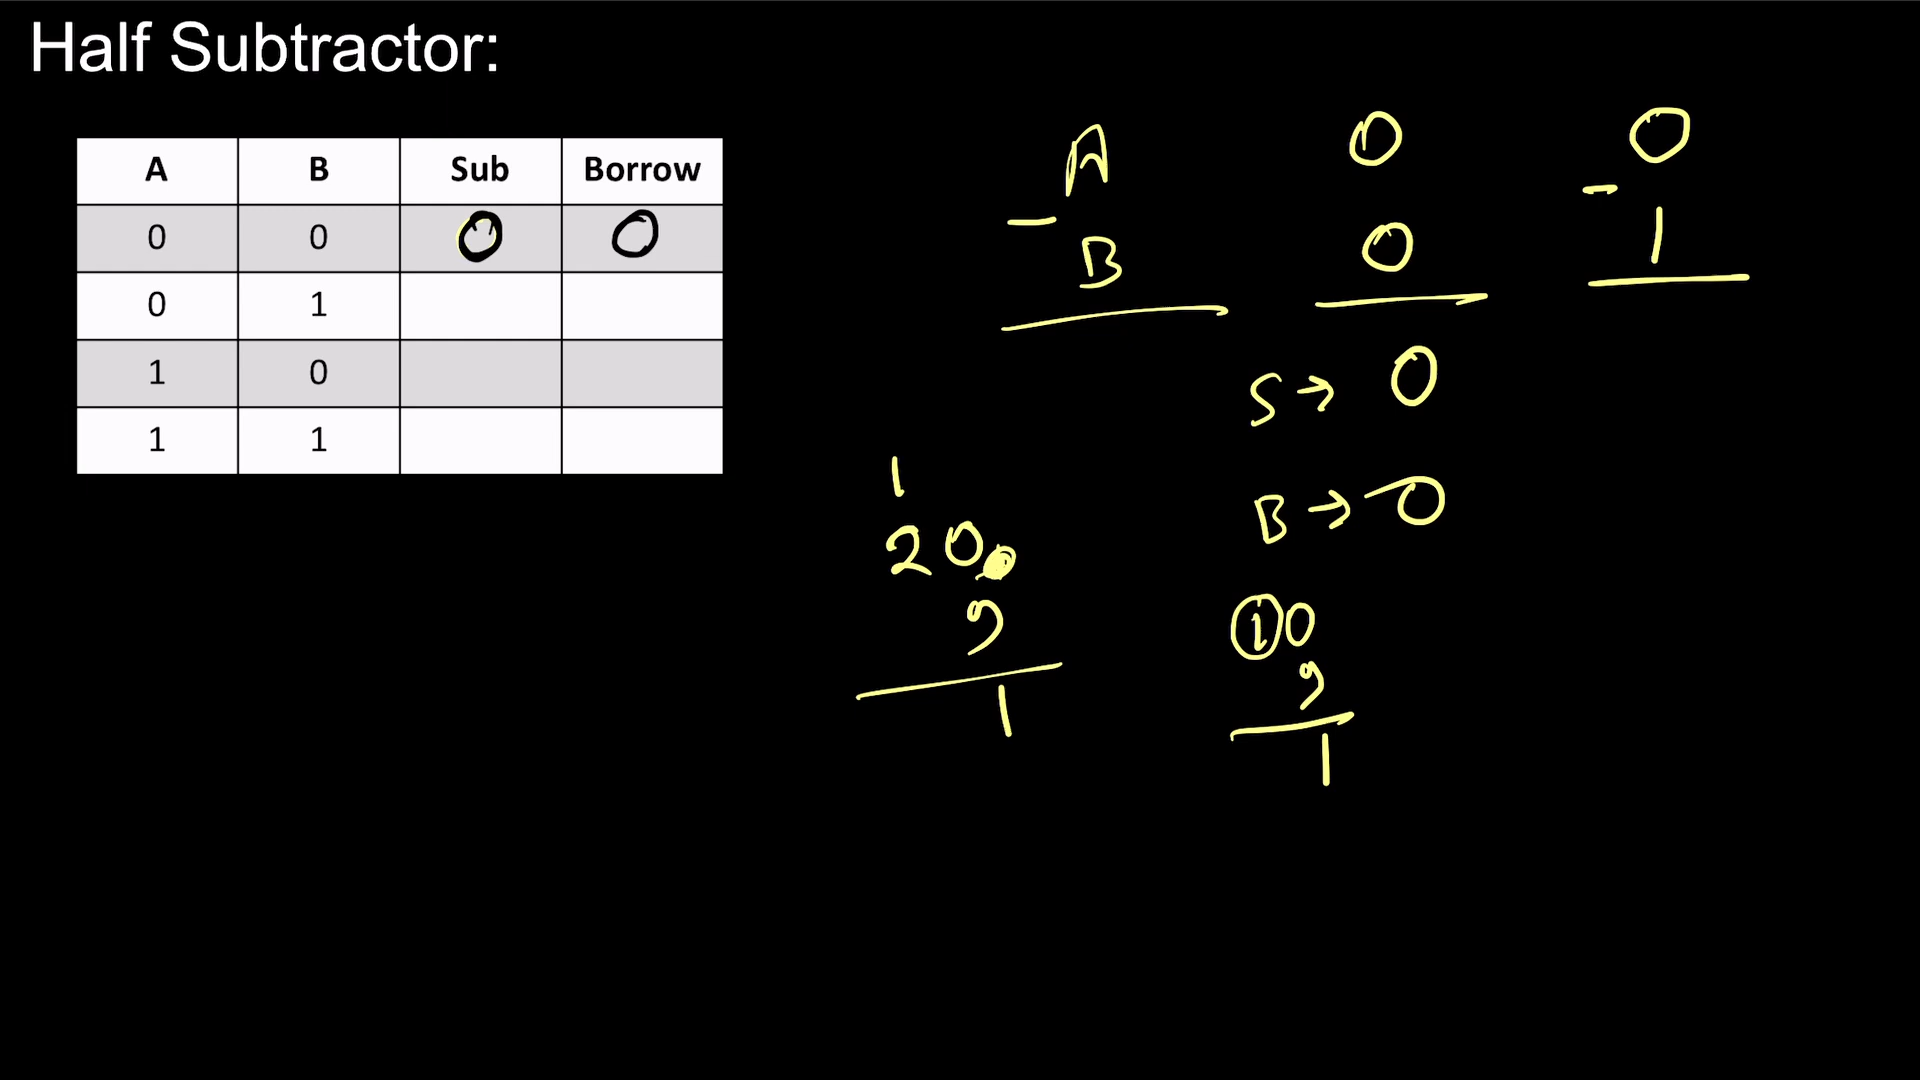 Half Subtractor:
A B Sub Borrow
0 0 0 0
0 1
1 0
1 1
A 0 0
- B 0 - 1
S → 0
B → 0
1
20
9
1
10
9
1